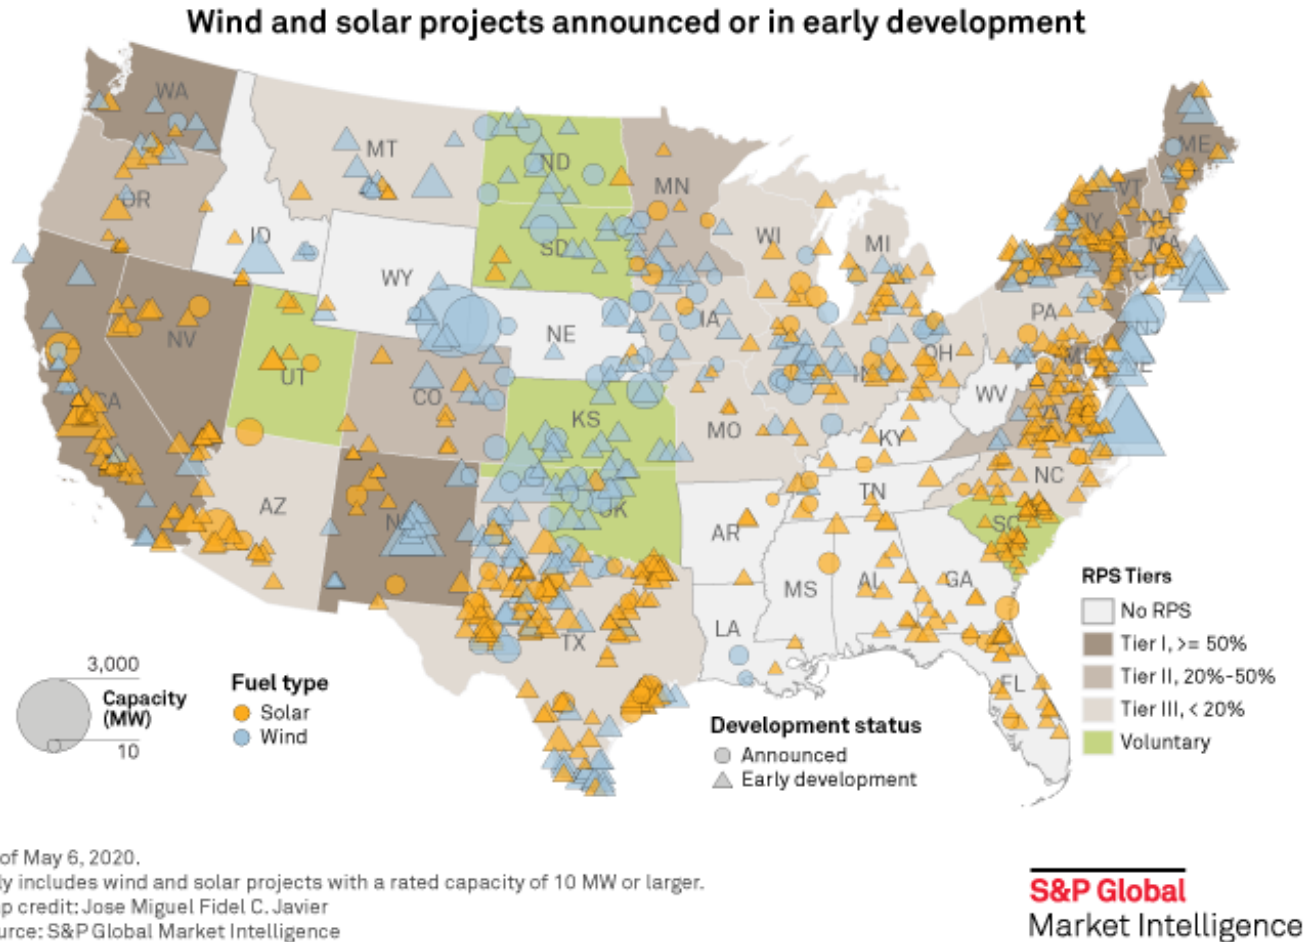 Wind and solar projects announced or in early development
WA
MT
ND
MN
ME
VT
NY
NH
MA
OR
ID
WY
SD
WI
MI
IA
NE
PA
NJ
NV
UT
CO
CA
KS
MO
OH
WV
VA
KY
NC
TN
SC
AZ
OK
AR
MS
AL
GA
LA
TX
FL
RPS Tiers
No RPS
Tier I, >= 50%
Tier II, 20%-50%
Tier III, < 20%
Voluntary
3,000
Capacity
(MW)
10
Fuel type
Solar
Wind
Development status
Announced
Early development
of May 6, 2020.
ly includes wind and solar projects with a rated capacity of 10 MW or larger.
p credit: Jose Miguel Fidel C. Javier
urce: S&P Global Market Intelligence
S&P Global
Market Intelligence